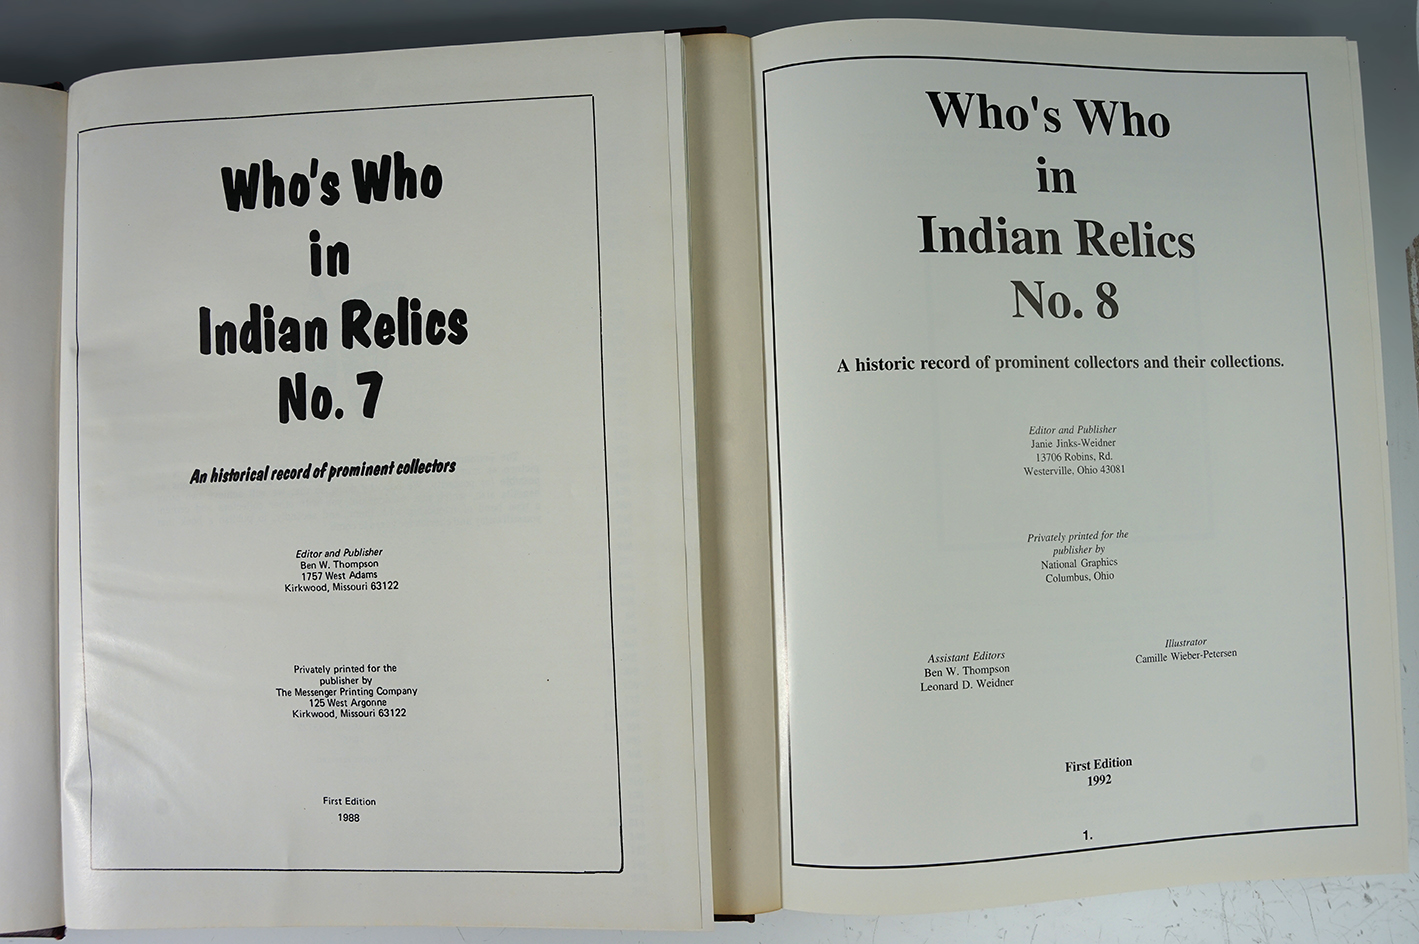 Who's Who
in
Indian Relics
No. 7
An historical record of prominent collectors
Editor and Publisher
Ben W. Thompson
1757 West Adams
Kirkwood, Missouri 63122
Privately printed for the
publisher by
The Messenger Printing Company
125 West Argonne
Kirkwood, Missouri 63122
First Edition
1988
Who's Who
in
Indian Relics
No. 8
A historic record of prominent collectors and their collections.
Editor and Publisher
Janie Jinks-Weidner
13706 Robins, Rd.
Westerville, Ohio 43081
Privately printed for the
publisher by
National Graphics
Columbus, Ohio
Assistant Editors
Ben W. Thompson
Leonard D. Weidner
Illustrator
Camille Wieber-Petersen
First Edition
1992
1.